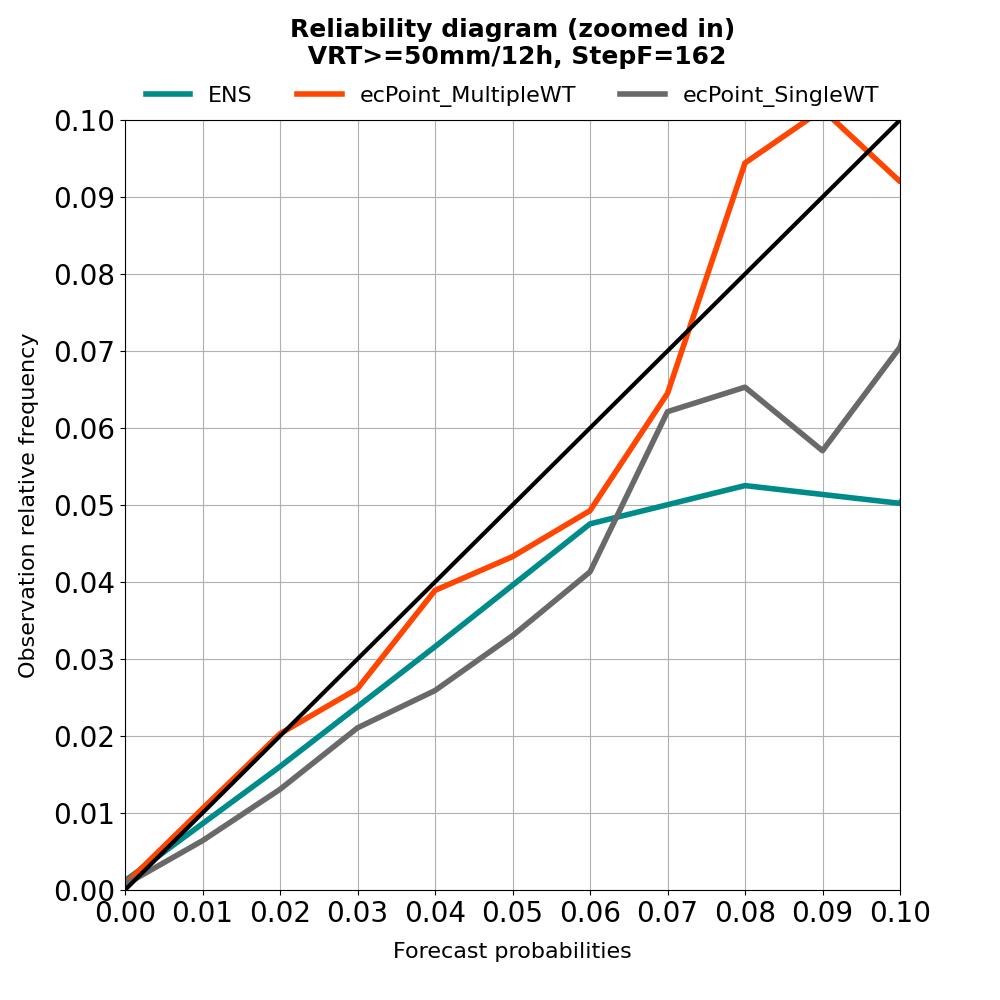 Reliability diagram (zoomed in)
VRT>=50mm/12h, StepF=162
ENS ecPoint_MultipleWT ecPoint_SingleWT
0.10
0.09
0.08
0.07
0.06
0.05
0.04
0.03
0.02
0.01
0.00
Observation relative frequency
0.00 0.01 0.02 0.03 0.04 0.05 0.06 0.07 0.08 0.09 0.10
Forecast probabilities